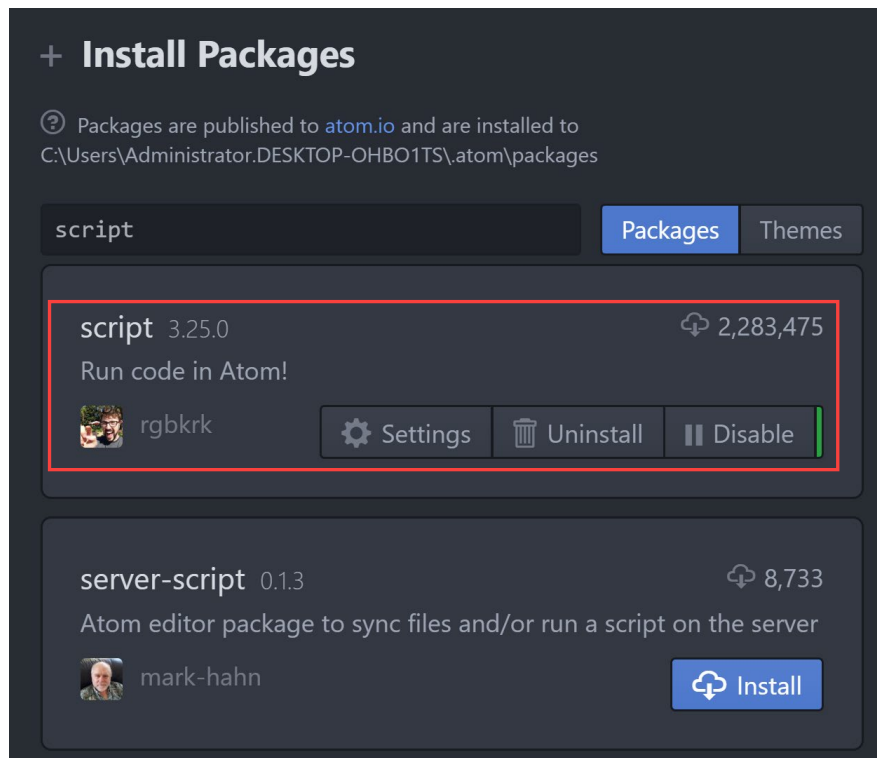 Install Packages
Packages are published to atom.io and are installed to
C:\Users\Administrator.DESKTOP-OHBO1TS\.atom\packages
script
Packages
Themes
script 3.25.0
2,283,475
Run code in Atom!
rgbkrk
Settings
Uninstall
Disable
server-script 0.1.3
8,733
Atom editor package to sync files and/or run a script on the server
mark-hahn
Install